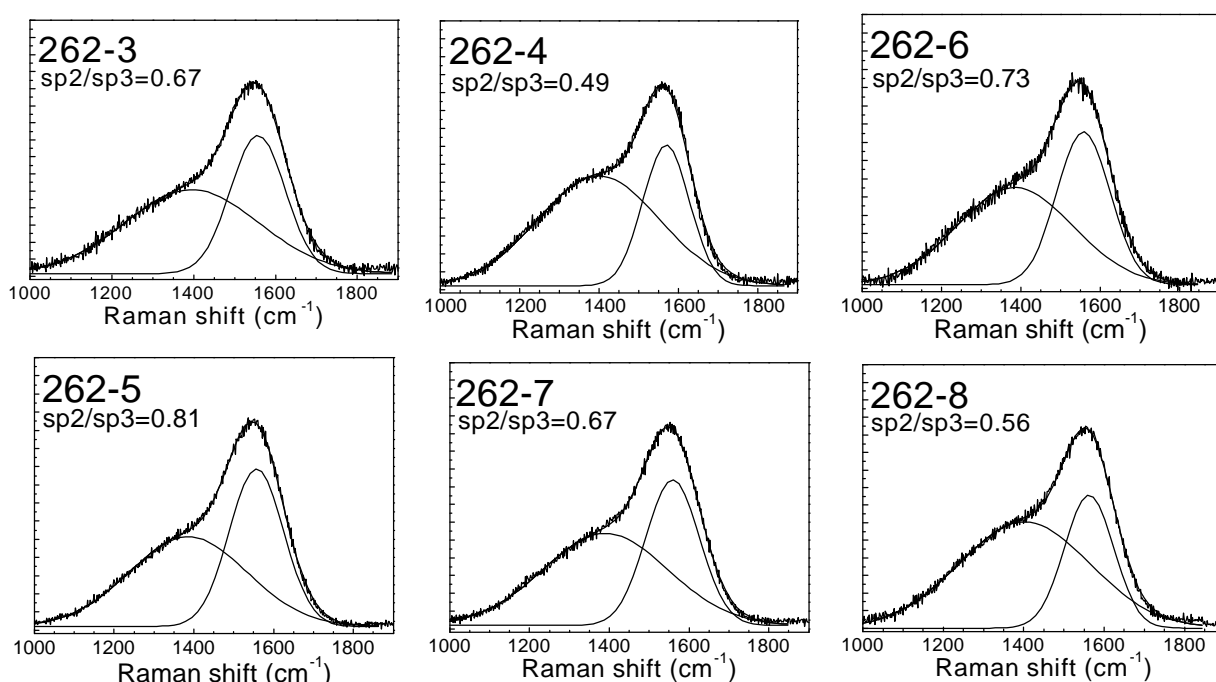 262-3
sp2/sp3=0.67
1000 1200 1400 1600 1800
Raman shift (cm-1)
262-4
sp2/sp3=0.49
1000 1200 1400 1600 1800
Raman shift (cm-1)
262-6
sp2/sp3=0.73
1000 1200 1400 1600 1800
Raman shift (cm-1)
262-5
sp2/sp3=0.81
1000 1200 1400 1600 1800
Raman shift (cm-1)
262-7
sp2/sp3=0.67
1000 1200 1400 1600 1800
Raman shift (cm-1)
262-8
sp2/sp3=0.56
1000 1200 1400 1600 1800
Raman shift (cm-1)